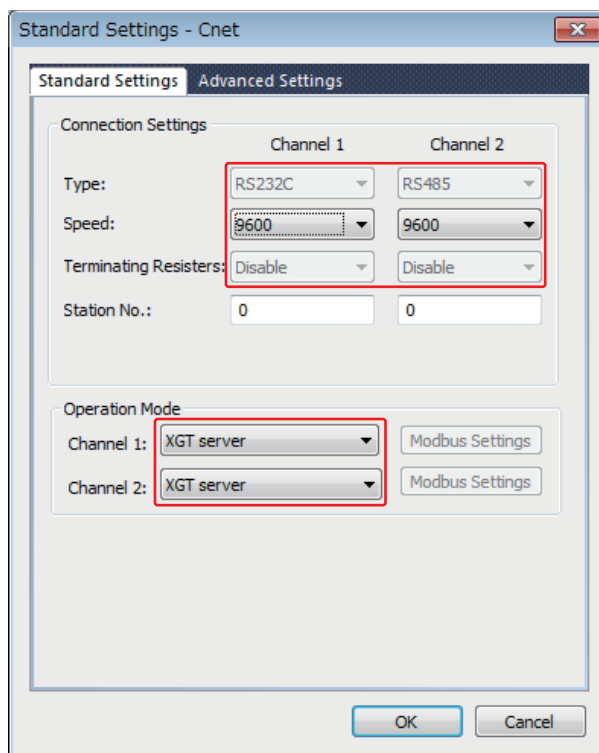 Standard Settings - Cnet
Standard Settings Advanced Settings
Connection Settings
Channel 1 Channel 2
Type: RS232C RS485
Speed: 9600 9600
Terminating Resisters: Disable Disable
Station No.: 0 0
Operation Mode
Channel 1: XGT server Modbus Settings
Channel 2: XGT server Modbus Settings
OK Cancel